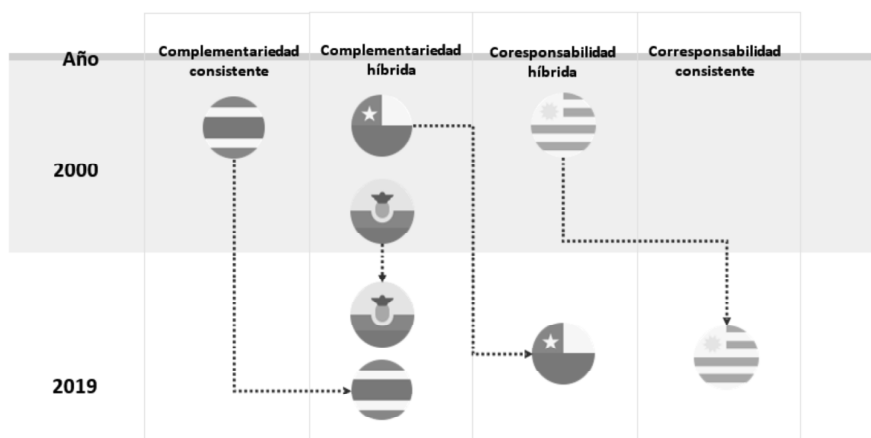 Año
Complementariedad
consistente
Complementariedad
híbrida
Coresponsabilidad
híbrida
Corresponsabilidad
consistente
2000
2019